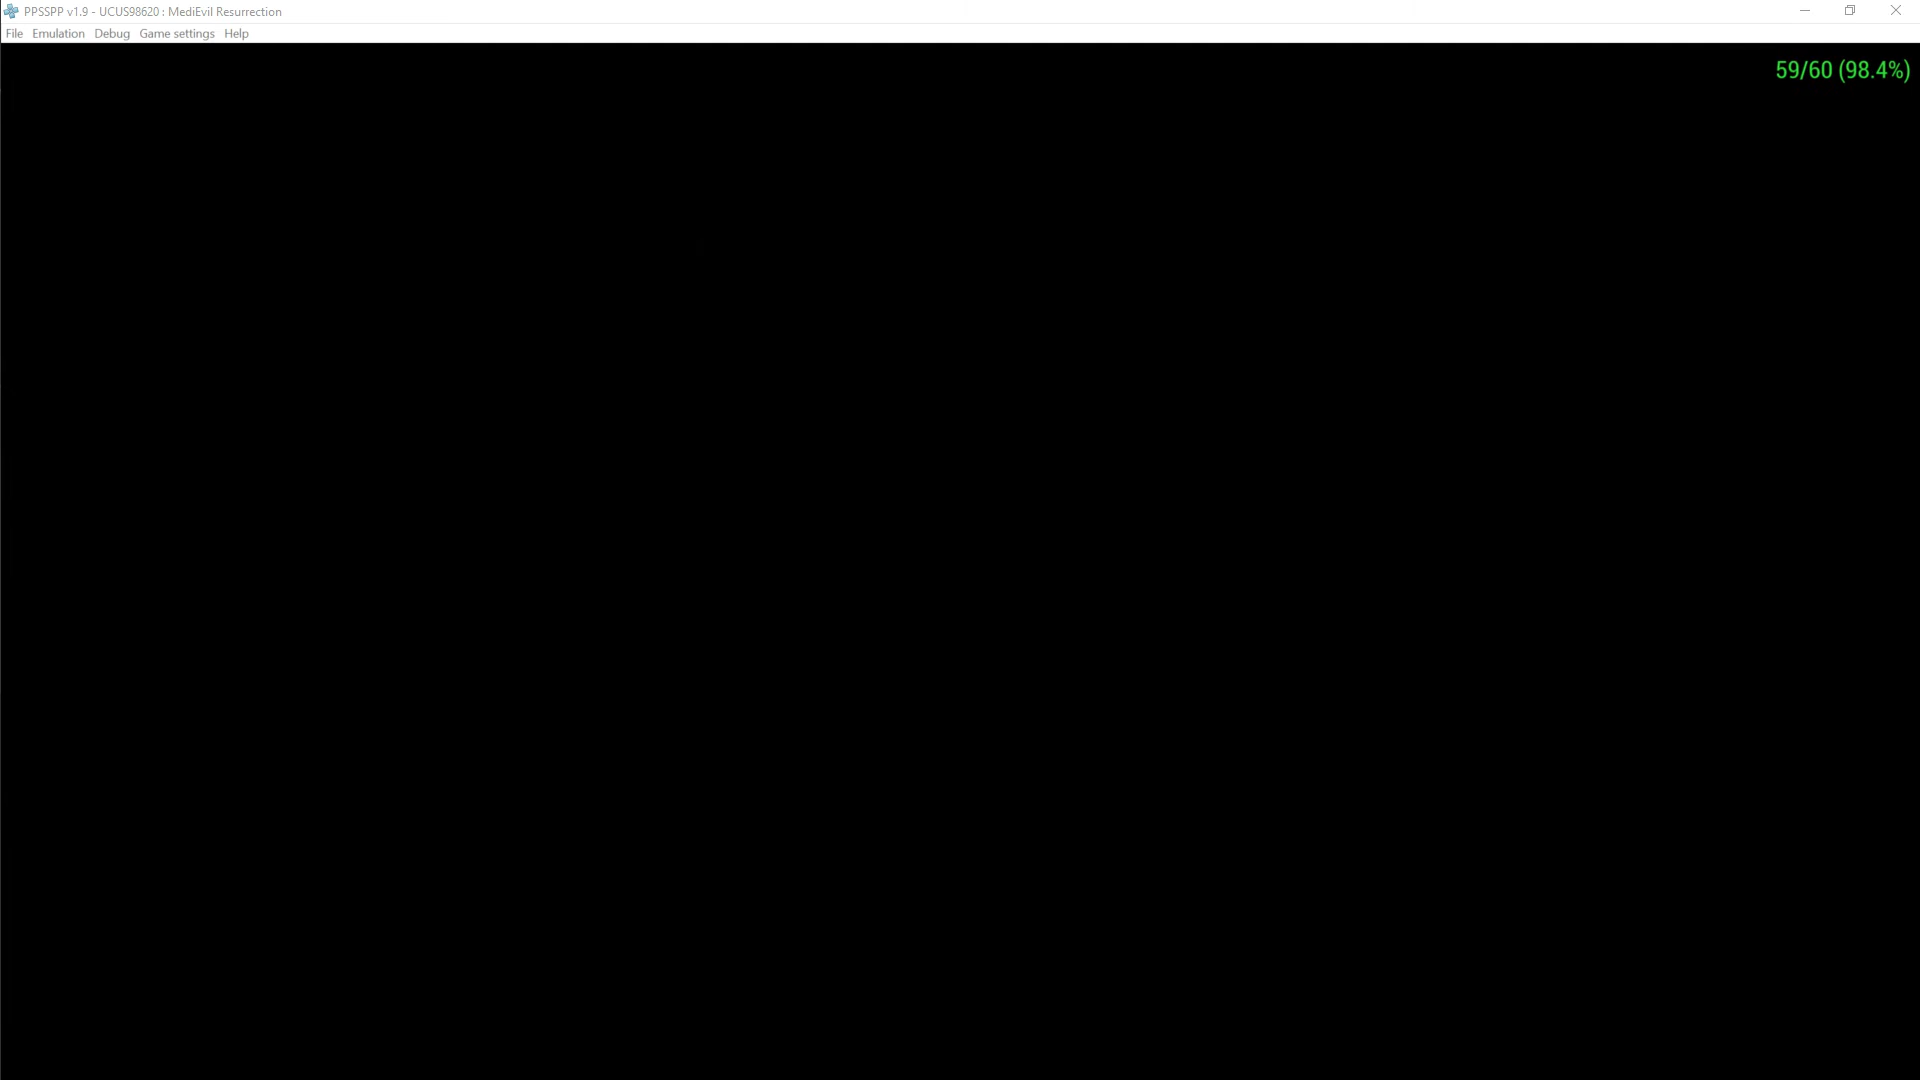 PPSSPP v1.9 - UCUS98620 : MediEvil Resurrection
File Emulation Debug Game settings Help
59/60 (98.4%)